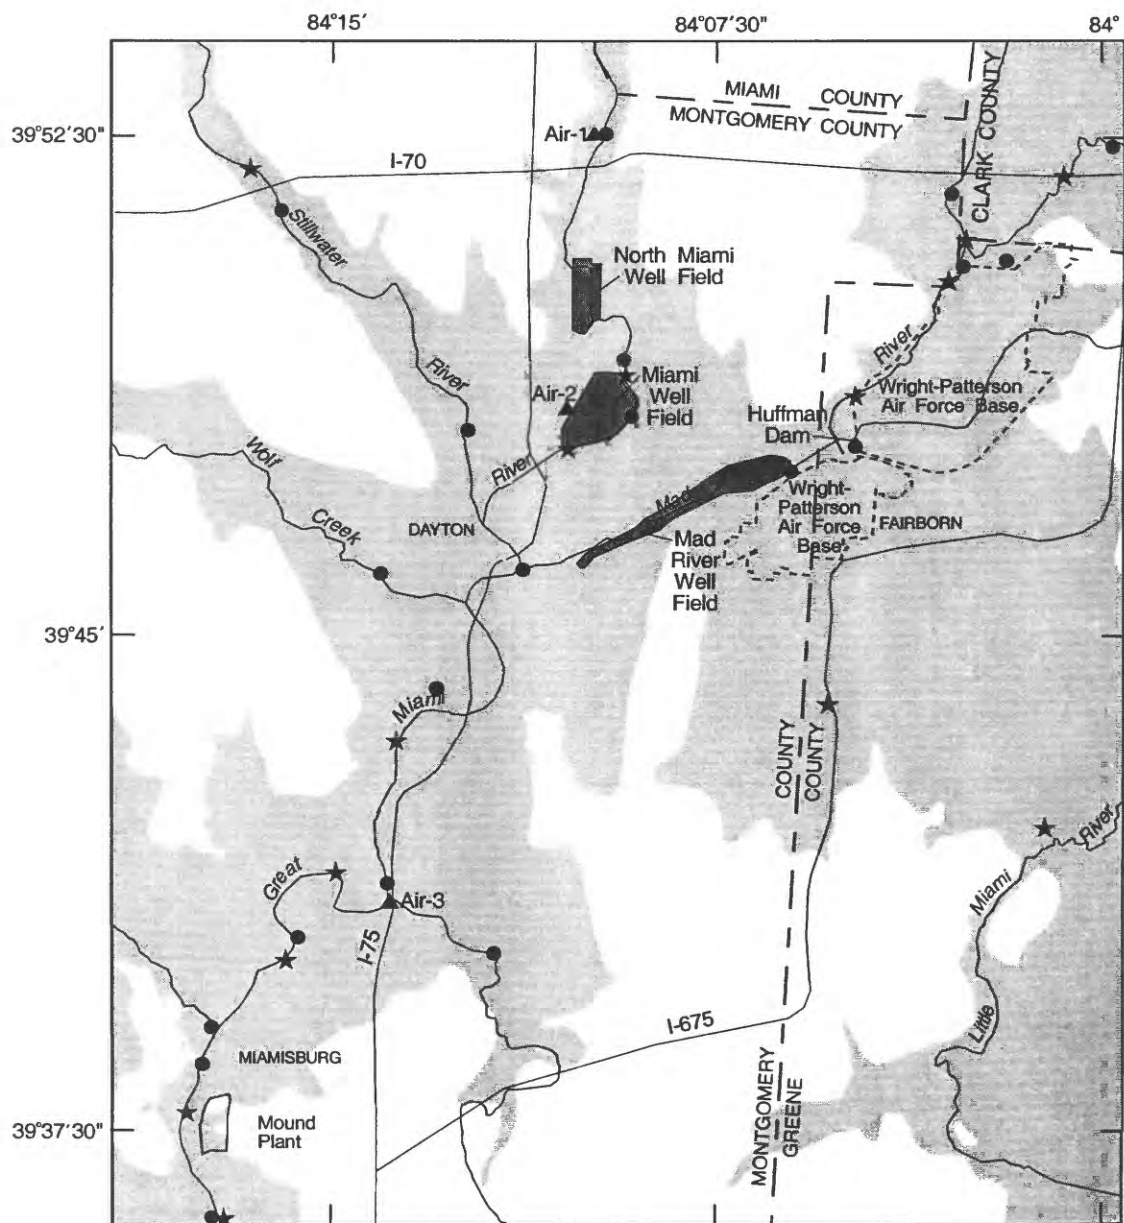 84°15'
84°07'30"
84°
39°52'30"
39°45'
39°37'30"
MIAMI COUNTY
MONTGOMERY COUNTY
CLARK COUNTY
Air-1
I-70
Stillwater
River
North Miami
Well Field
Miami
Well
Field
Air-2
River
River
Wright-Patterson
Air Force Base
Huffman
Dam
Wolf
Creek
DAYTON
Mad
Wright-
Patterson
Air Force
Base
FAIRBORN
Mad
River
Well
Field
Miami
COUNTY
COUNTY
Great
Air-3
I-75
River
Miami
Little
I-675
MIAMISBURG
Mound
Plant
MONTGOMERY
GREENE